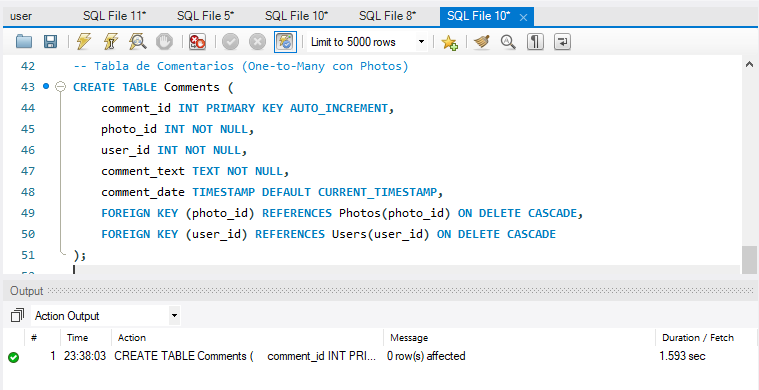 user SQL File 11* SQL File 5* SQL File 10* SQL File 8* SQL File 10*
Limit to 5000 rows
42 -- Tabla de Comentarios (One-to-Many con Photos)
43 CREATE TABLE Comments (
44 comment_id INT PRIMARY KEY AUTO_INCREMENT,
45 photo_id INT NOT NULL,
46 user_id INT NOT NULL,
47 comment_text TEXT NOT NULL,
48 comment_date TIMESTAMP DEFAULT CURRENT_TIMESTAMP,
49 FOREIGN KEY (photo_id) REFERENCES Photos(photo_id) ON DELETE CASCADE,
50 FOREIGN KEY (user_id) REFERENCES Users(user_id) ON DELETE CASCADE
51 );
Output
Action Output
# Time Action Message Duration / Fetch
1 23:38:03 CREATE TABLE Comments ( comment_id INT PRI... 0 row(s) affected 1.593 sec